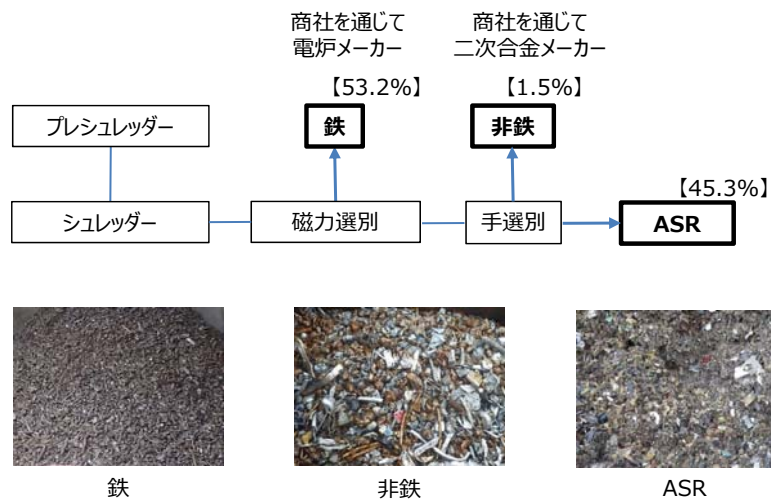 商社を通じて
電炉メーカー
商社を通じて
二次合金メーカー
【53.2%】
【1.5%】
プレシュレッダー
鉄
非鉄
【45.3%】
シュレッダー
磁力選別
手選別
ASR
鉄
非鉄
ASR